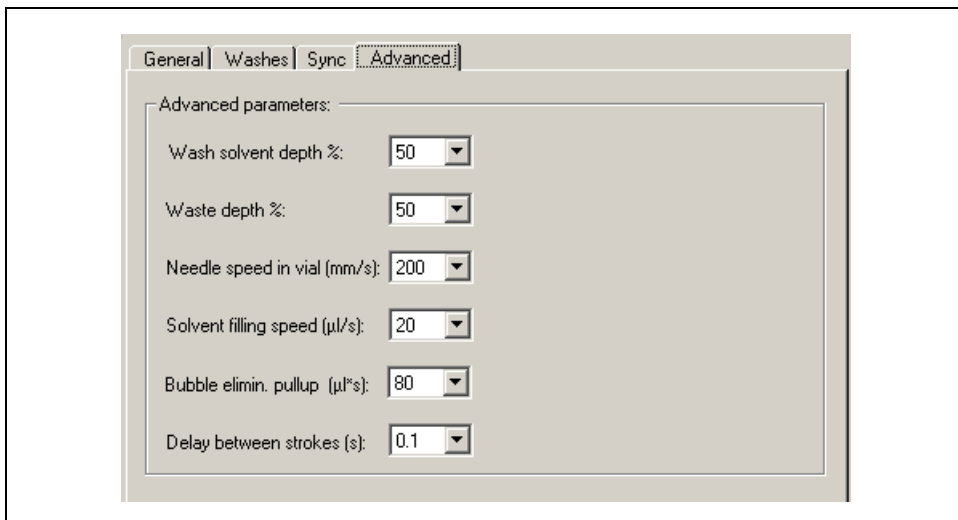 General Washes Sync Advanced
Advanced parameters:
Wash solvent depth %: 50
Waste depth %: 50
Needle speed in vial (mm/s): 200
Solvent filling speed (µl/s): 20
Bubble elimin. pullup (µl*s): 80
Delay between strokes (s): 0.1